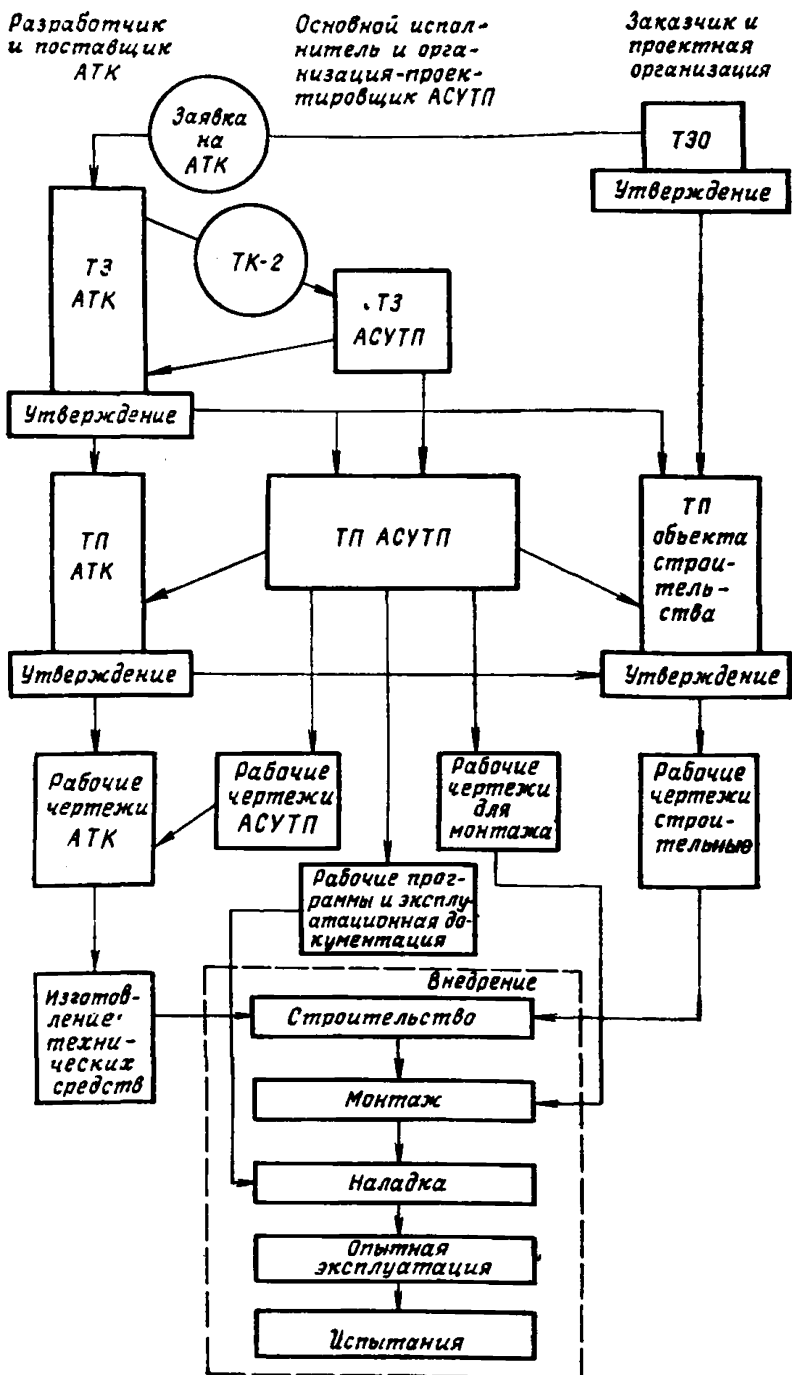 Разработчик
и поставщик
АТК
Основной испол-
нитель и орга-
низация-проек-
тировщик АСУТП
Заказчик и
проектная
организация
Заявка
на
АТК
ТЭО
Утверждение
ТЗ
АТК
ТК-2
ТЗ
АСУТП
Утверждение
ТП
АТК
ТП АСУТП
ТП
объекта
строи-
тель-
ства
Утверждение
Утверждение
Рабочие
чертежи
АТК
Рабочие
чертежи
АСУТП
Рабочие
чертежи
для
монтажа
Рабочие
чертежи
строи-
тельные
Рабочие прог-
раммы и эксплу-
атационная до-
кументация
Изготов-
ление
техни-
ческих
средств
Внедрение
Строительство
Монтаж
Наладка
Опытная
эксплуатация
Испытания